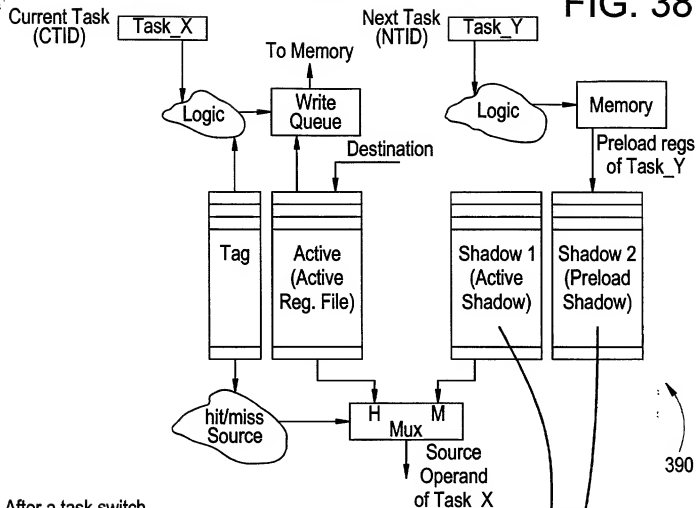 FIG. 38
Current Task
(CTID)
Task_X
Next Task
(NTID)
Task_Y
To Memory
Logic
Write
Queue
Logic
Memory
Destination
Preload regs
of Task_Y
Tag
Active
(Active
Reg. File)
Shadow 1
(Active
Shadow)
Shadow 2
(Preload
Shadow)
hit/miss
Source
H
M
Mux
Source
Operand
of Task_X
390
After a task switch